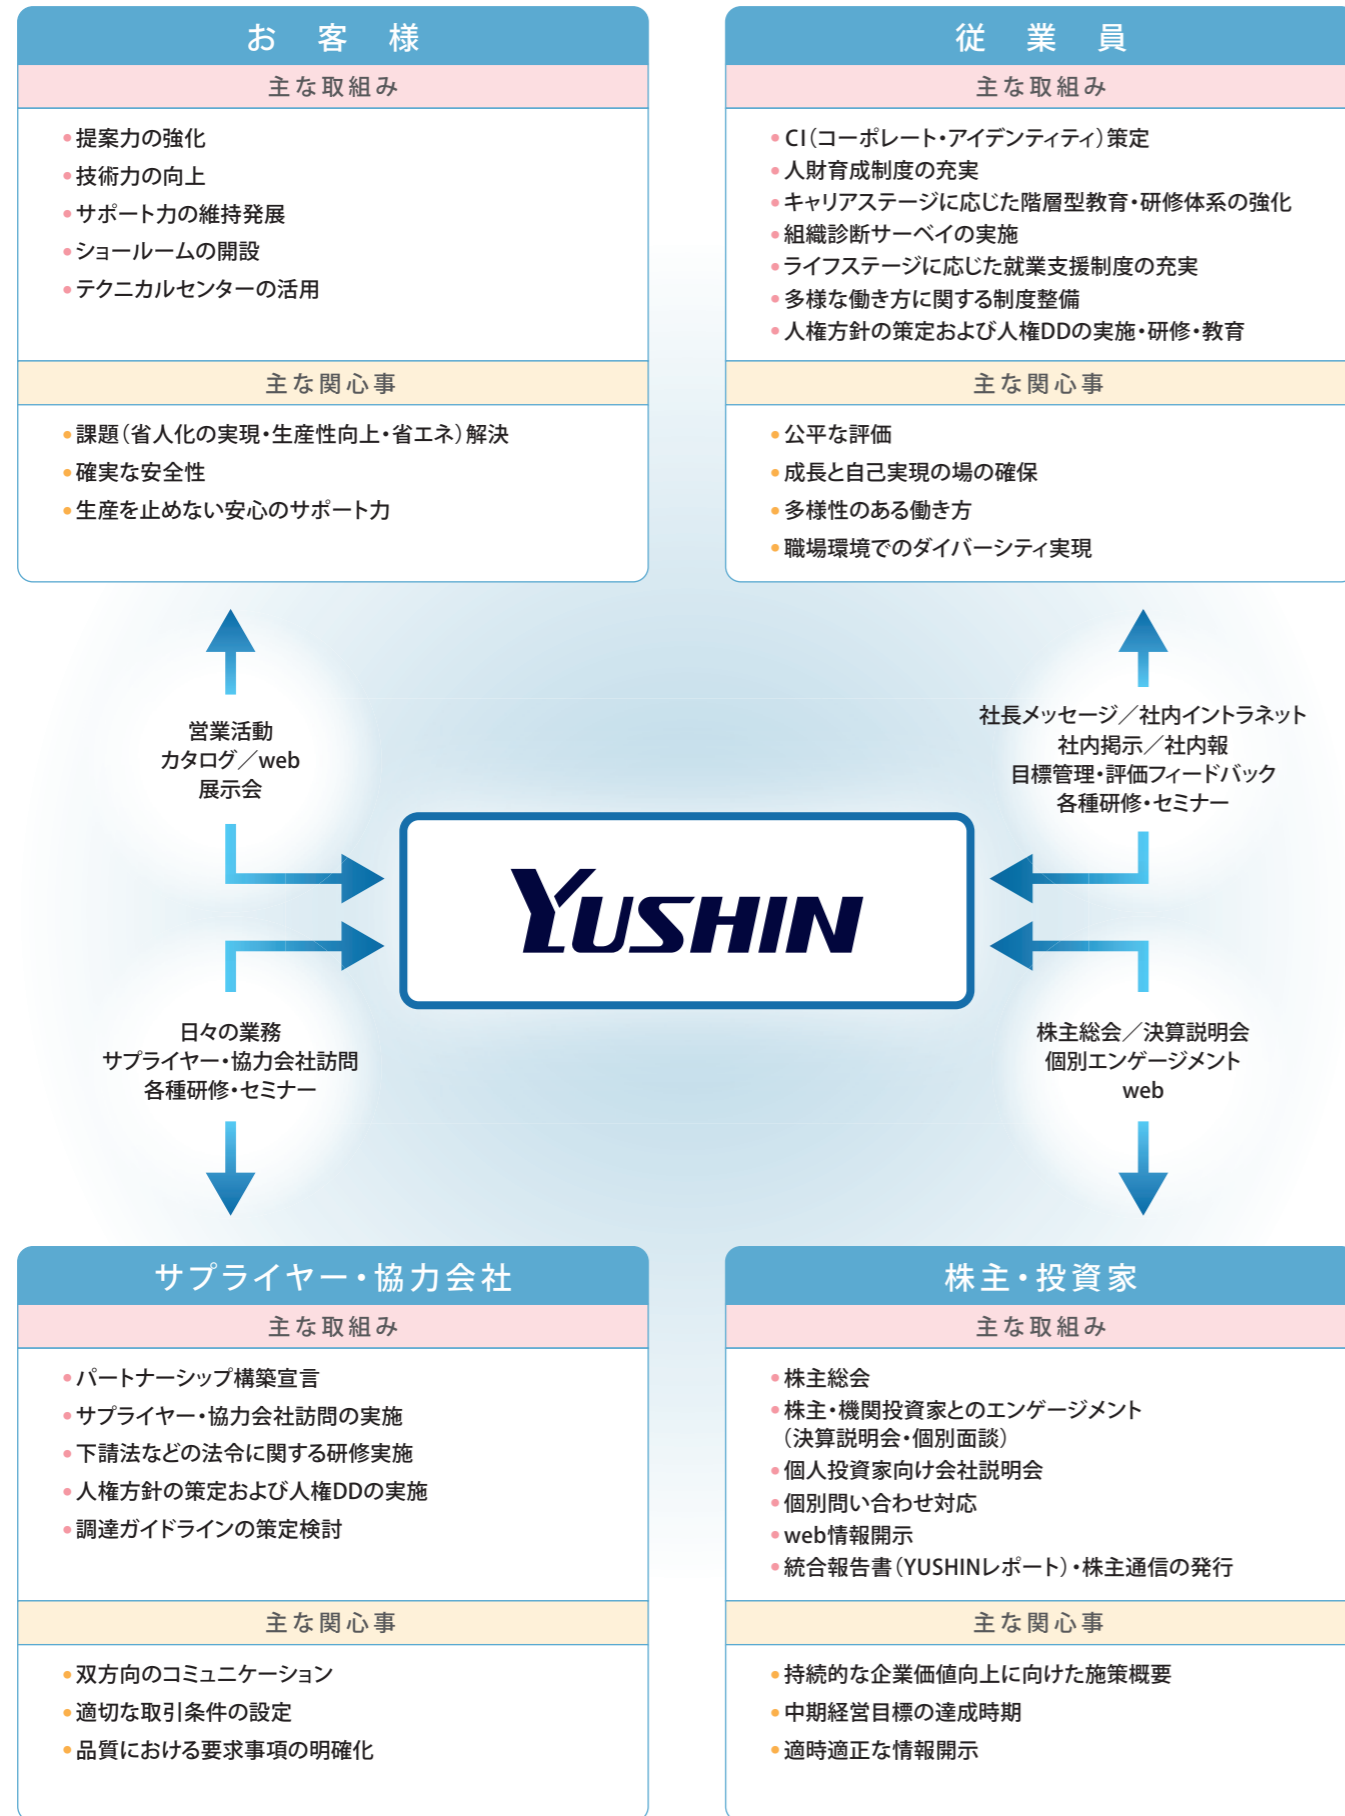 お客様
主な取組み
•提案力の強化
•技術力の向上
•サポート力の維持発展
•ショールームの開設
•テクニカルセンターの活用
主な関心事
•課題（省人化の実現・生産性向上・省エネ）解決
•確実な安全性
•生産を止めない安心のサポート力
従業員
主な取組み
•CI（コーポレート・アイデンティティ）策定
•人財育成制度の充実
•キャリアステージに応じた階層型教育・研修体系の強化
•組織診断サーベイの実施
•ライフステージに応じた就業支援制度の充実
•多様な働き方に関する制度整備
•人権方針の策定および人権DDの実施・研修・教育
主な関心事
•公平な評価
•成長と自己実現の場の確保
•多様性のある働き方
•職場環境でのダイバーシティ実現
営業活動
カタログ／web
展示会
社長メッセージ／社内イントラネット
社内掲示／社内報
目標管理・評価フィードバック
各種研修・セミナー
YUSHIN
日々の業務
サプライヤー・協力会社訪問
各種研修・セミナー
株主総会／決算説明会
個別エンゲージメント
web
サプライヤー・協力会社
主な取組み
•パートナーシップ構築宣言
•サプライヤー・協力会社訪問の実施
•下請法などの法令に関する研修実施
•人権方針の策定および人権DDの実施
•調達ガイドラインの策定検討
主な関心事
•双方向のコミュニケーション
•適切な取引条件の設定
•品質における要求事項の明確化
株主・投資家
主な取組み
•株主総会
•株主・機関投資家とのエンゲージメント
（決算説明会・個別面談）
•個人投資家向け会社説明会
•個別問い合わせ対応
•web情報開示
•統合報告書（YUSHINレポート）・株主通信の発行
主な関心事
•持続的な企業価値向上に向けた施策概要
•中期経営目標の達成時期
•適時適正な情報開示